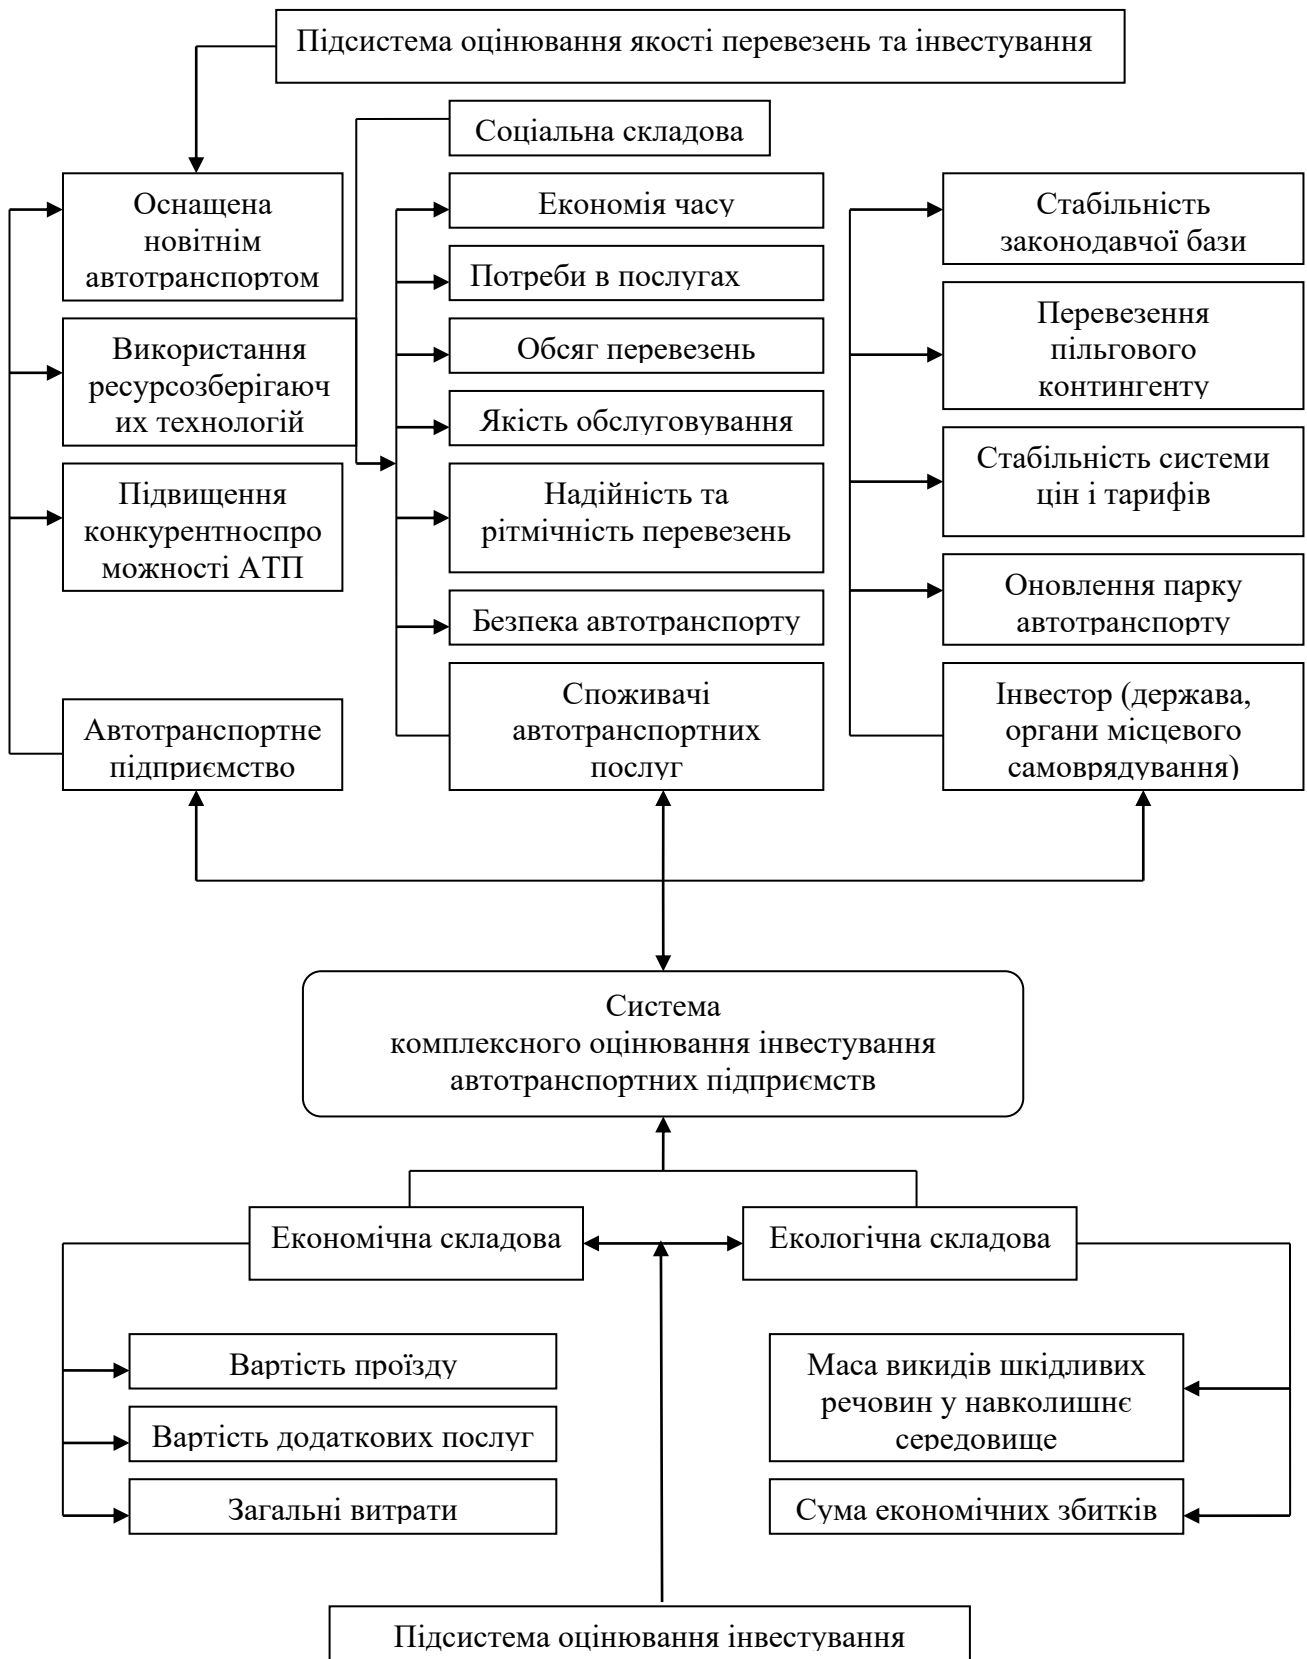 Підсистема оцінювання якості перевезень та інвестування
Соціальна складова
Оснащена
новітнім
автотранспортом
Використання
ресурсозберігаюч
их технологій
Підвищення
конкурентноспро
можності АТП
Автотранспортне
підприємство
Економія часу
Потреби в послугах
Обсяг перевезень
Якість обслуговування
Надійність та
рітмічність перевезень
Безпека автотранспорту
Споживачі
автотранспортних
послуг
Стабільність
законодавчої бази
Перевезення
пільгового
контингенту
Стабільність системи
цін і тарифів
Оновлення парку
автотранспорту
Інвестор (держава,
органи місцевого
самоврядування)
Система
комплексного оцінювання інвестування
автотранспортних підприємств
Економічна складова
Екологічна складова
Вартість проїзду
Вартість додаткових послуг
Загальні витрати
Маса викидів шкідливих
речовин у навколишнє
середовище
Сума економічних збитків
Підсистема оцінювання інвестування